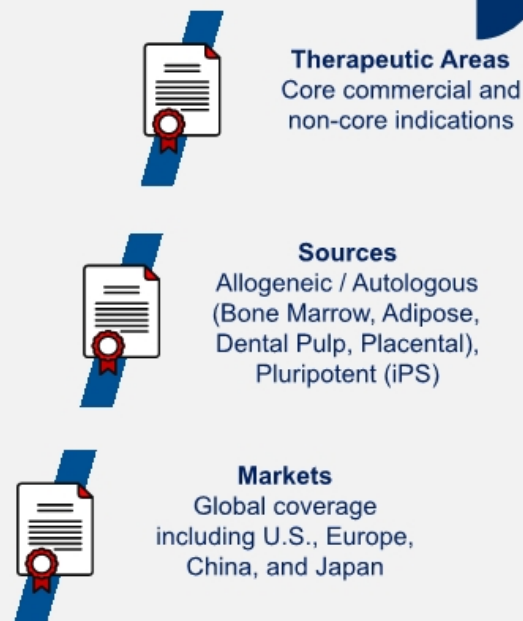 Therapeutic Areas
Core commercial and
non-core indications
Sources
Allogeneic / Autologous
(Bone Marrow, Adipose,
Dental Pulp, Placental),
Pluripotent (iPS)
Markets
Global coverage
including U.S., Europe,
China, and Japan